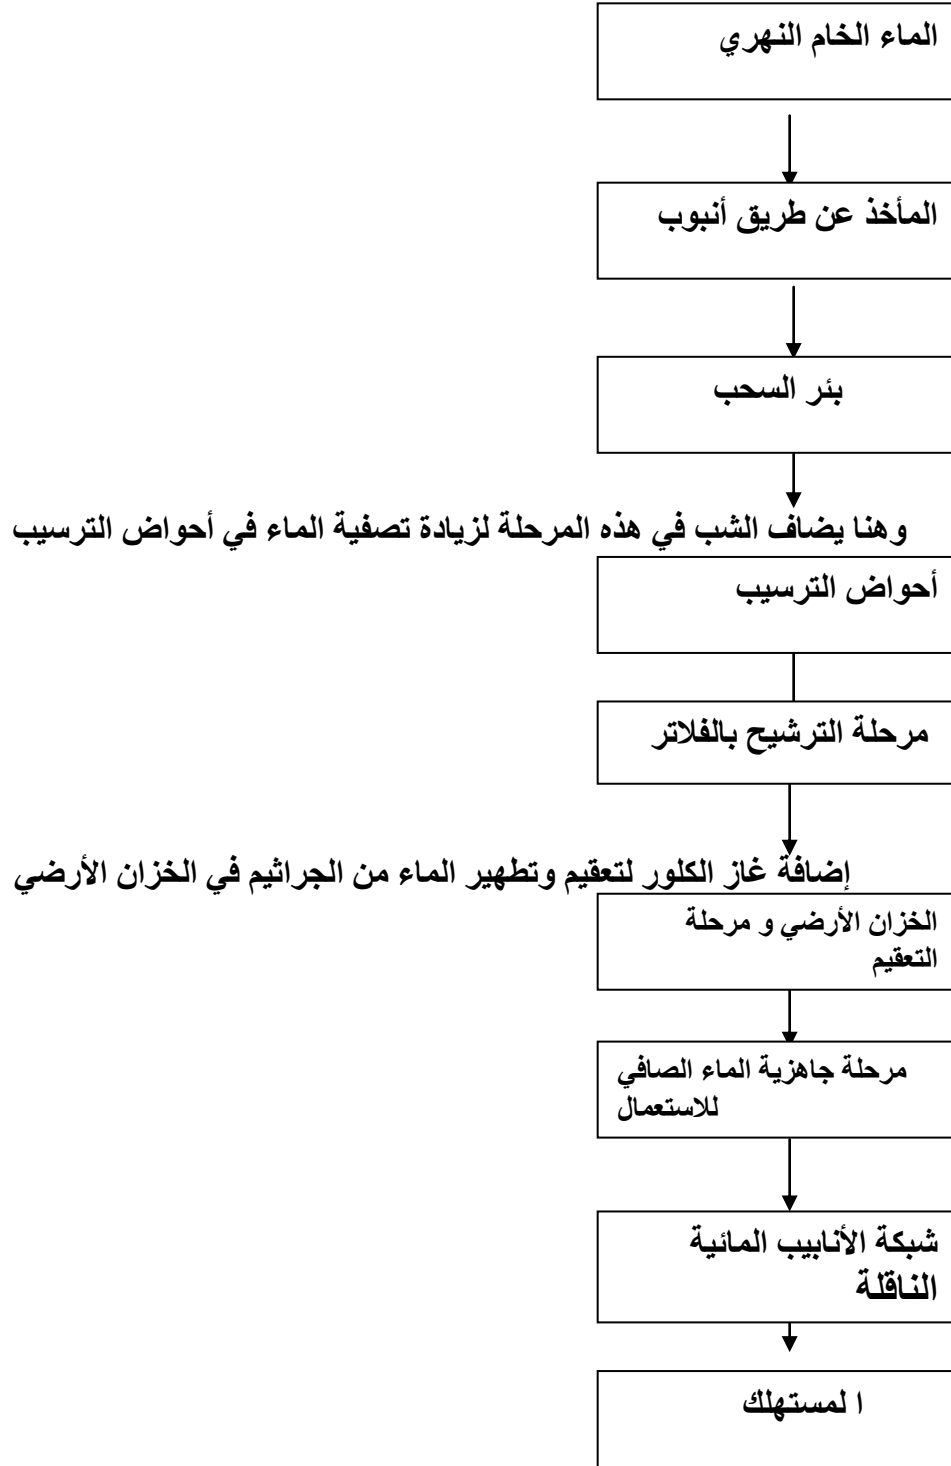 الماء الخام النهري
المأخذ عن طريق أنبوب
بئر السحب
وهنا يضاف الشب في هذه المرحلة لزيادة تصفية الماء في أحواض الترسيب
أحواض الترسيب
مرحلة الترشيح بالفلاتر
إضافة غاز الكلور لتعقيم وتطهير الماء من الجراثيم في الخزان الأرضي
الخزان الأرضي و مرحلة
التعقيم
مرحلة جاهزية الماء الصافي
للاستعمال
شبكة الأنابيب المائية
الناقلة
ا لمستهلك